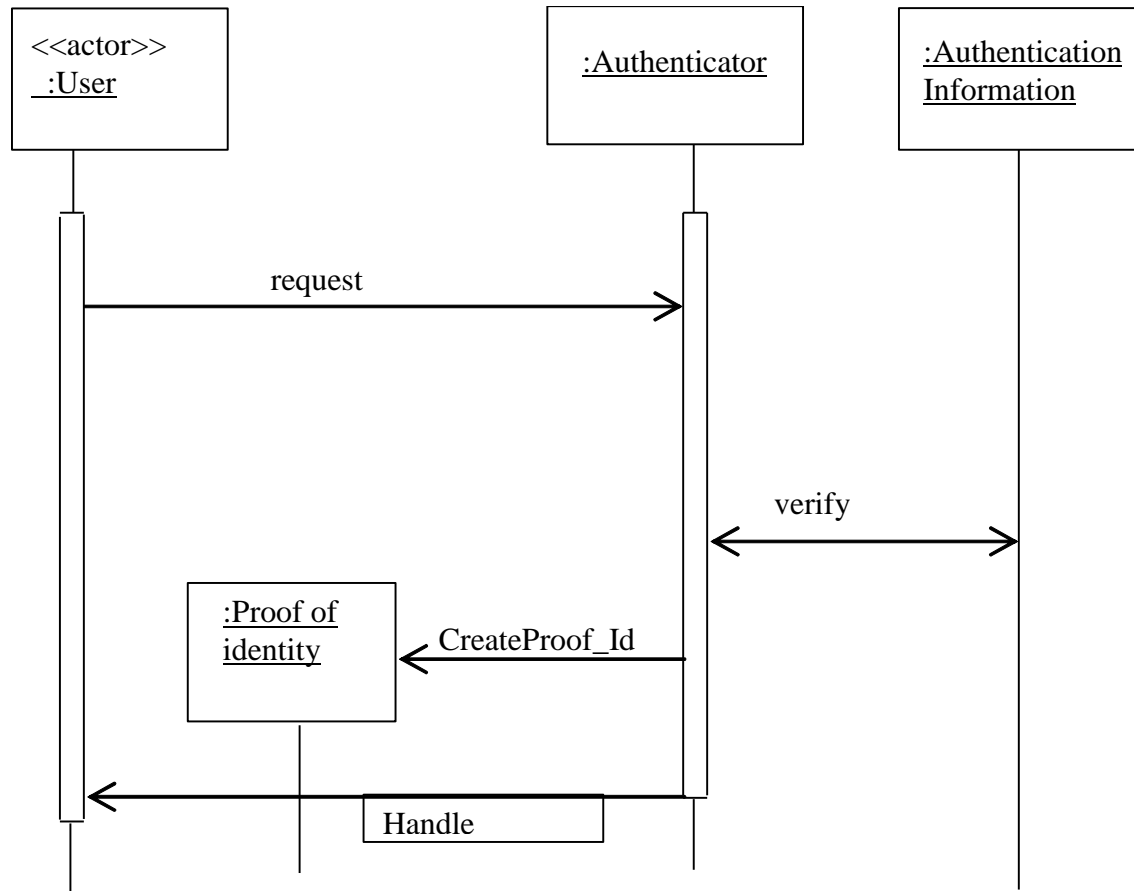 <<actor>>
:User
:Authenticator
:Authentication
Information
request
verify
:Proof of
identity
CreateProof_Id
Handle